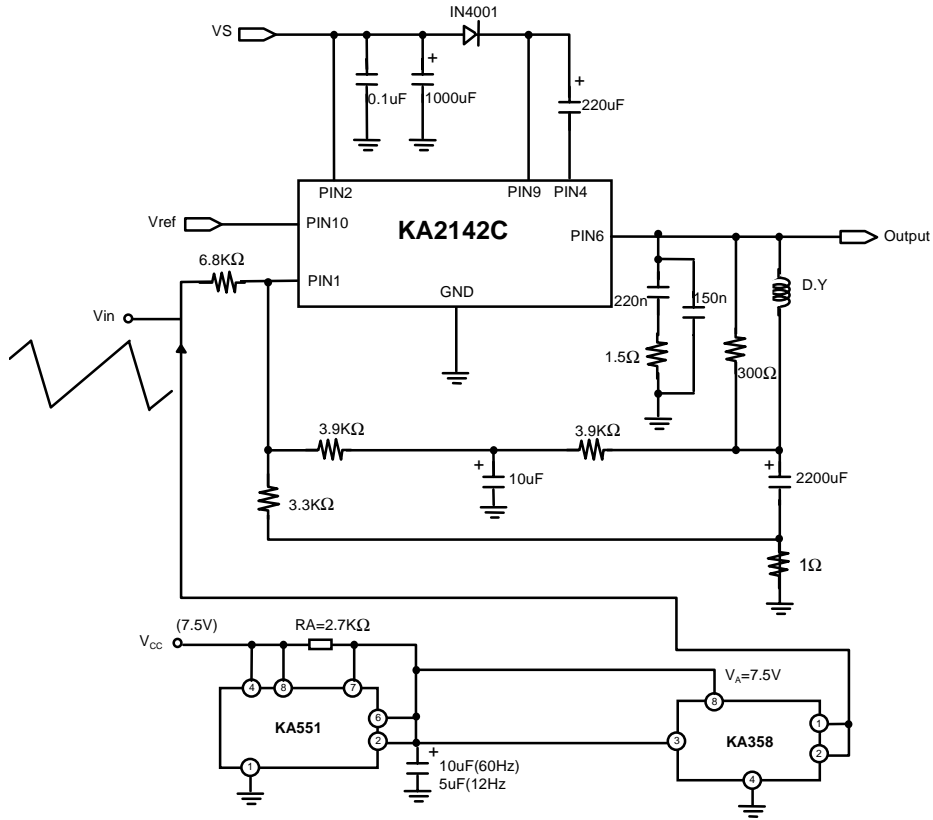 IN4001
VS
+
+
0.1uF
1000uF
220uF
PIN2
PIN9
PIN4
Vref
PIN10
KA2142C
PIN6
Output
6.8KΩ
PIN1
GND
D.Y
Vin
220n
150n
1.5Ω
300Ω
3.9KΩ
3.9KΩ
+
10uF
+
2200uF
3.3KΩ
1Ω
(7.5V)
RA=2.7KΩ
VCC
VA=7.5V
4
8
7
8
KA551
6
1
2
3
KA358
2
+
1
10uF(60Hz)
5uF(12Hz
4